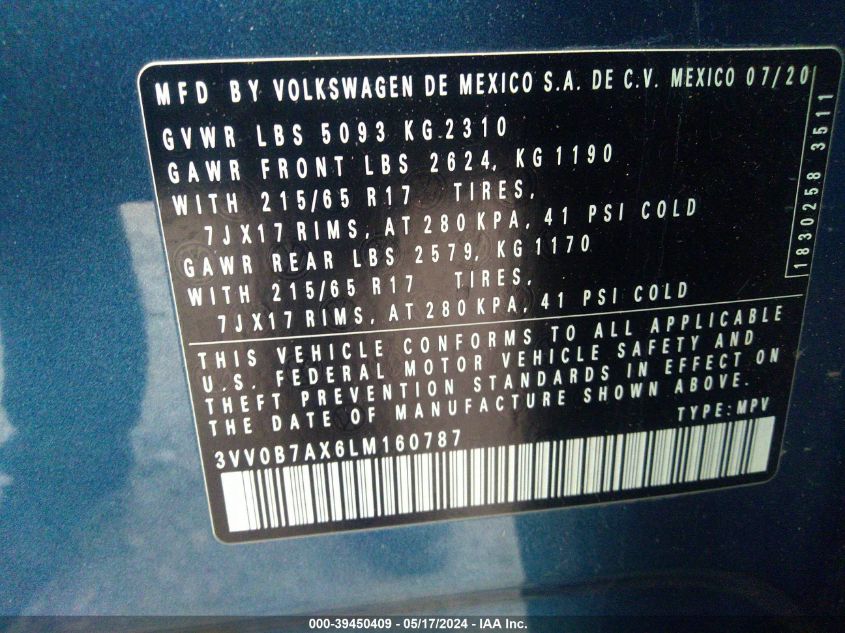 MFD BY VOLKSWAGEN DE MEXICO S.A. DE C.V. MEXICO 07/20
GVWR LBS 5093 KG 2310
GAWR FRONT LBS 2624, KG 1190
WITH 215/65 R17 TIRES,
7JX17 RIMS, AT 280 KPA, 41 PSI COLD
GAWR REAR LBS 2579, KG 1170
WITH 215/65 R17 TIRES,
7JX17 RIMS, AT 280 KPA, 41 PSI COLD
1830258 3511
THIS VEHICLE CONFORMS TO ALL APPLICABLE
U.S. FEDERAL MOTOR VEHICLE SAFETY AND
THEFT PREVENTION STANDARDS IN EFFECT ON
THE DATE OF MANUFACTURE SHOWN ABOVE.
TYPE:MPV
3VV0B7AX6LM160787
000-39450409 - 05/17/2024 - IAA Inc.